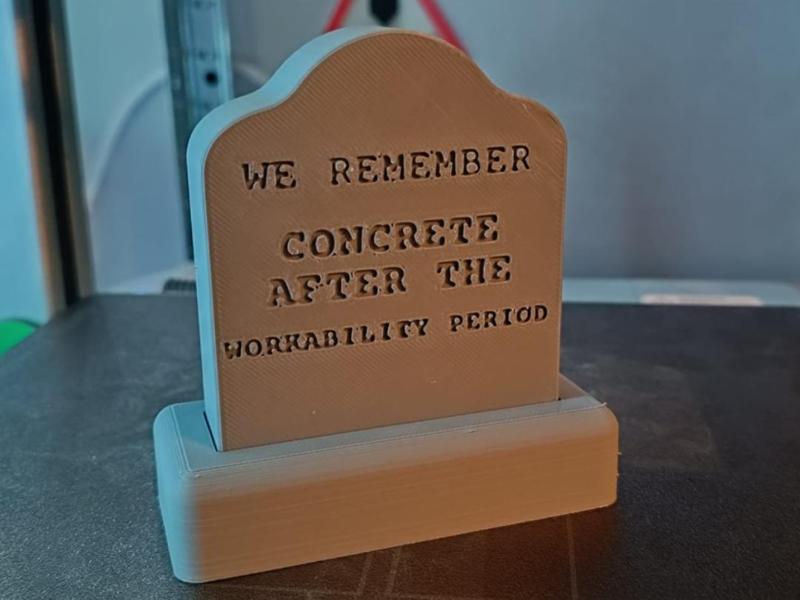 WE REMEMBER
CONCRETE
AFTER THE
WORKABILITY PERIOD